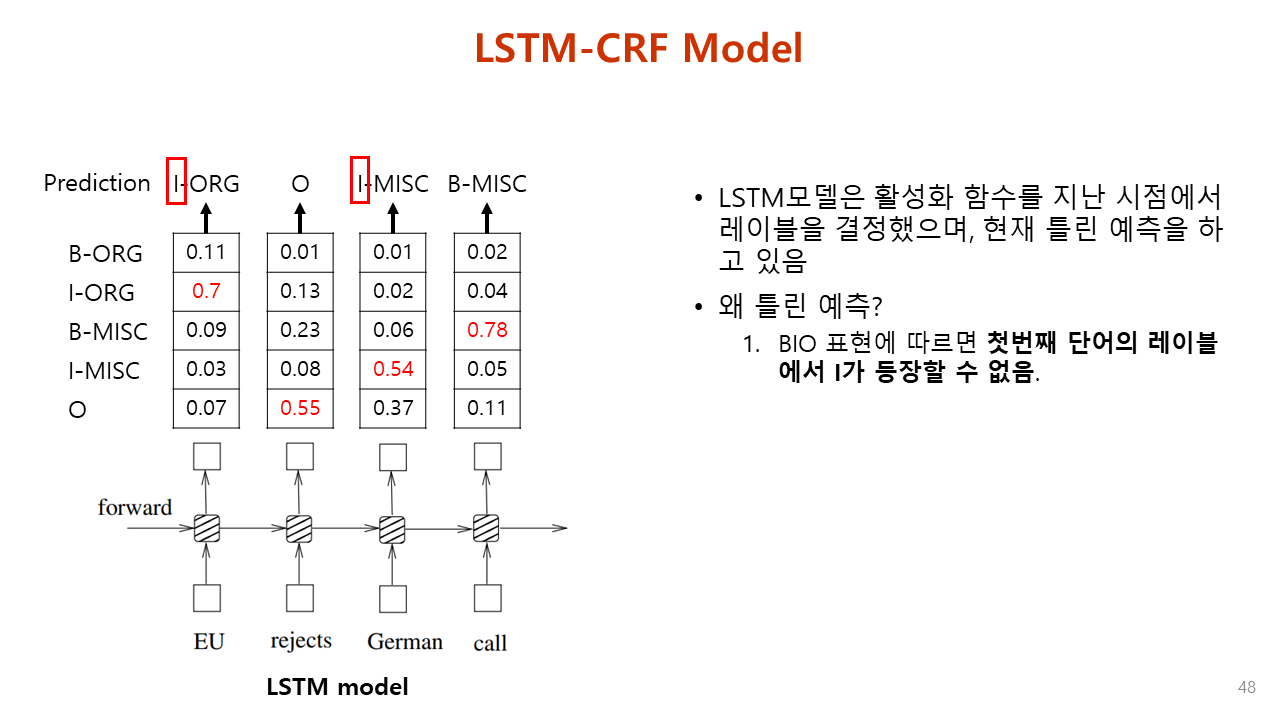 LSTM-CRF Model
Prediction I-ORG O I-MISC B-MISC
B-ORG 0.11 0.01 0.01 0.02
I-ORG 0.7 0.13 0.02 0.04
B-MISC 0.09 0.23 0.06 0.78
I-MISC 0.03 0.08 0.54 0.05
O 0.07 0.55 0.37 0.11
forward
EU rejects German call
LSTM model
• LSTM모델은 활성화 함수를 지난 시점에서
레이블을 결정했으며, 현재 틀린 예측을 하
고 있음
• 왜 틀린 예측?
1. BIO 표현에 따르면 첫번째 단어의 레이블
에서 I가 등장할 수 없음.
48